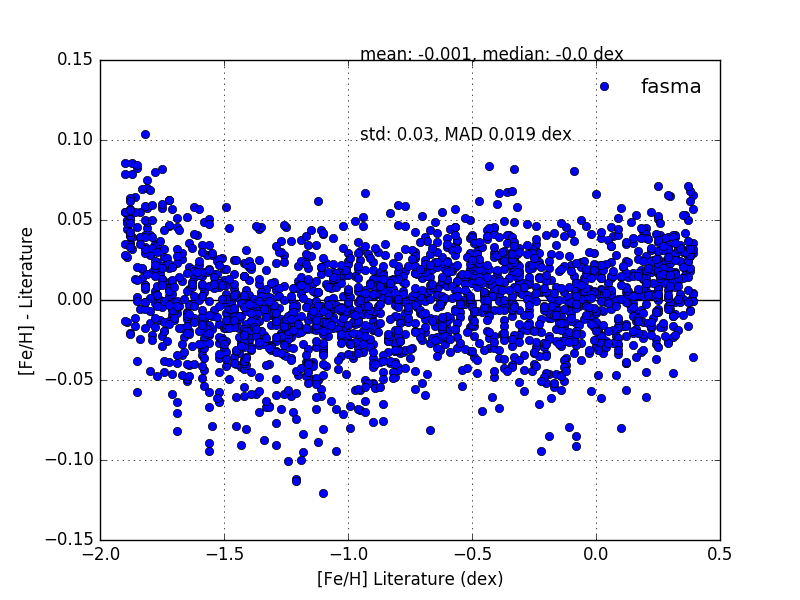 mean: -0.001, median: -0.0 dex
0.15
fasma
std: 0.03, MAD 0.019 dex
0.10
0.05
0.00
−0.05
−0.10
−0.15
[Fe/H] - Literature
−2.0 −1.5 −1.0 −0.5 0.0 0.5
[Fe/H] Literature (dex)